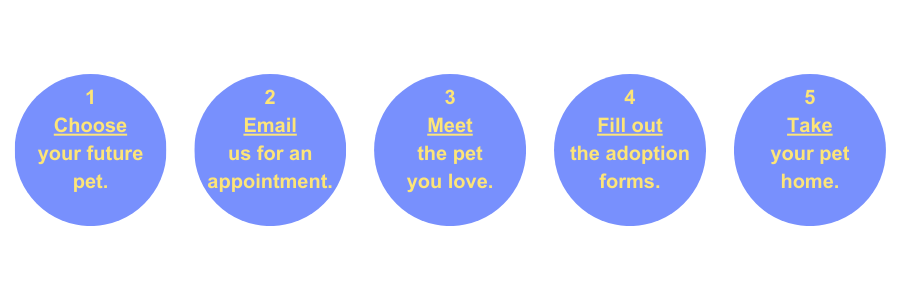 1
Choose
your future
pet.
2
Email
us for an
appointment.
3
Meet
the pet
you love.
4
Fill out
the adoption
forms.
5
Take
your pet
home.